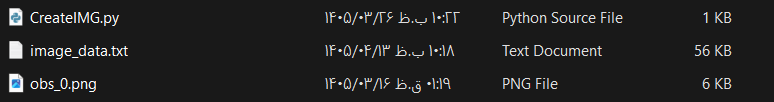 CreateIMG.py ۱۴۰۵/۰۳/۲۶ ب.ظ ۱۰:۲۲ Python Source File 1 KB
image_data.txt ۱۴۰۵/۰۴/۱۳ ب.ظ ۱۰:۱۸ Text Document 56 KB
obs_0.png ۱۴۰۵/۰۳/۱۶ ق.ظ ۰۱:۱۹ PNG File 6 KB